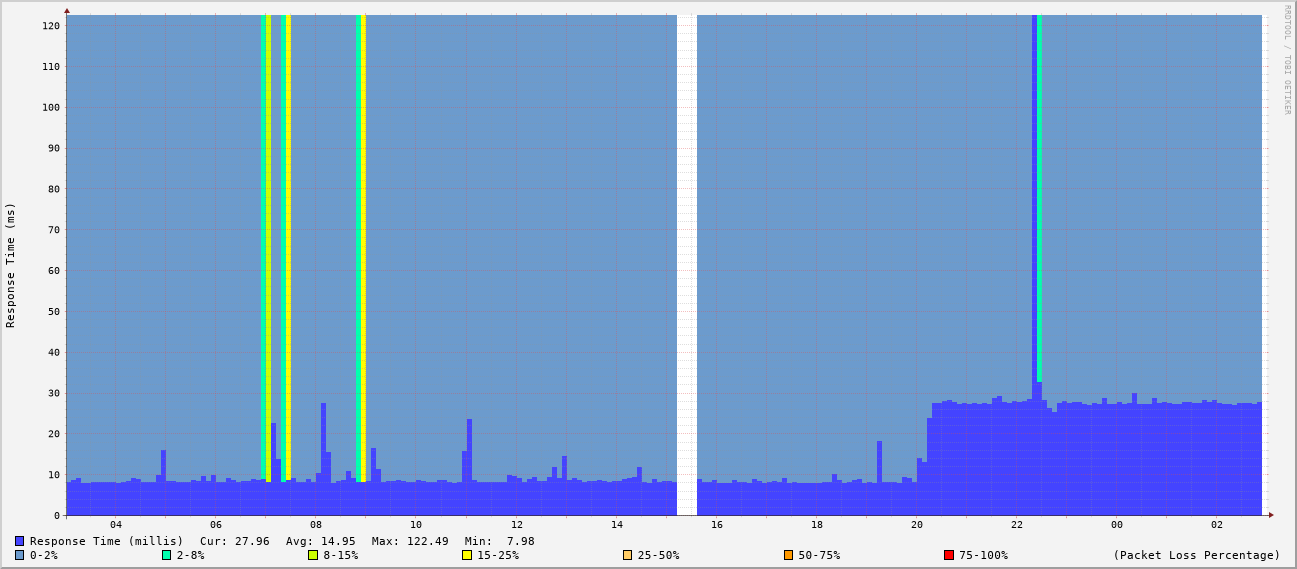 RRDTOOL / TOBI OETIKER
Response Time (ms)
120
110
100
90
80
70
60
50
40
30
20
10
0
04 06 08 10 12 14 16 18 20 22 00 02
Response Time (millis) Cur: 27.96 Avg: 14.95 Max: 122.49 Min: 7.98
0-2% 2-8% 8-15% 15-25% 25-50% 50-75% 75-100% (Packet Loss Percentage)